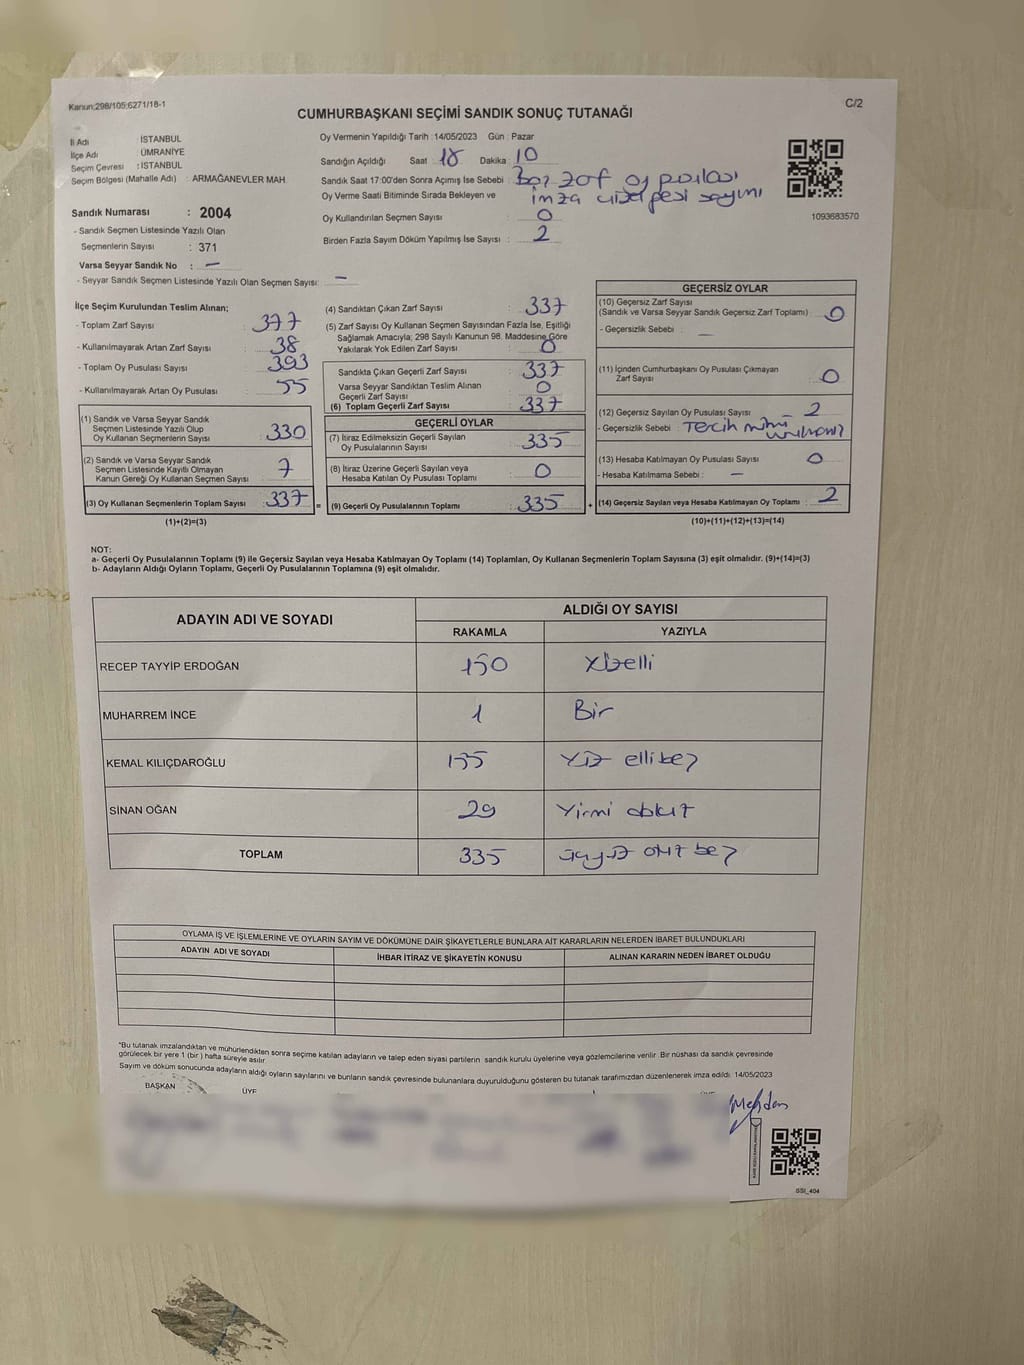 Kanun:298/105;6271/18-1
C/2
CUMHURBAŞKANI SEÇİMİ SANDIK SONUÇ TUTANAĞI
İl Adı İSTANBUL
İlçe Adı ÜMRANİYE
Seçim Çevresi : İSTANBUL
Seçim Bölgesi (Mahalle Adı) : ARMAĞANEVLER MAH.
Sandık Numarası : 2004
- Sandık Seçmen Listesinde Yazılı Olan
Seçmenlerin Sayısı : 371
Varsa Seyyar Sandık No : –
- Seyyar Sandık Seçmen Listesinde Yazılı Olan Seçmen Sayısı: –
Oy Vermenin Yapıldığı Tarih : 14/05/2023 Gün : Pazar
Sandığın Açıldığı Saat 18 Dakika : 10
Sandık Saat 17:00'den Sonra Açımış İse Sebebi : Boş zarf oy pusulası
Oy Verme Saati Bitiminde Sırada Bekleyen ve imza sayımı
Oy Kullandırılan Seçmen Sayısı : 0
Birden Fazla Sayım Döküm Yapılmış İse Sayısı : 2
1093683570
İlçe Seçim Kurulundan Teslim Alınan;
- Toplam Zarf Sayısı : 377
- Kullanılmayarak Artan Zarf Sayısı : 38
- Toplam Oy Pusulası Sayısı : 393
- Kullanılmayarak Artan Oy Pusulası : 55
(1) Sandık ve Varsa Seyyar Sandık
Seçmen Listesinde Yazılı Olup
Oy Kullanan Seçmenlerin Sayısı : 330
(2) Sandık ve Varsa Seyyar Sandık
Seçmen Listesinde Kayıtlı Olmayan
Kanun Gereği Oy Kullanan Seçmen Sayısı : 7
(3) Oy Kullanan Seçmenlerin Toplam Sayısı : 337
(1)+(2)=(3)
(4) Sandıktan Çıkan Zarf Sayısı : 337
(5) Zarf Sayısı Oy Kullanan Seçmen Sayısından Fazla İse, Eşitliği
Sağlamak Amacıyla; 298 Sayılı Kanunun 98. Maddesine Göre
Yakılarak Yok Edilen Zarf Sayısı : 0
Sandıkta Çıkan Geçerli Zarf Sayısı : 337
Varsa Seyyar Sandıktan Teslim Alınan
Geçerli Zarf Sayısı : 0
(6) Toplam Geçerli Zarf Sayısı : 337
GEÇERLİ OYLAR
(7) İtiraz Edilmeksizin Geçerli Sayılan
Oy Pusulalarının Sayısı : 335
(8) İtiraz Üzerine Geçerli Sayılan veya
Hesaba Katılan Oy Pusulası Toplamı : 0
= (9) Geçerli Oy Pusulalarının Toplamı : 335 +
GEÇERSİZ OYLAR
(10) Geçersiz Zarf Sayısı
(Sandık ve Varsa Seyyar Sandık Geçersiz Zarf Toplamı) : 0
- Geçersizlik Sebebi : –
(11) İçinden Cumhurbaşkanı Oy Pusulası Çıkmayan
Zarf Sayısı : 0
(12) Geçersiz Sayılan Oy Pusulası Sayısı : 2
- Geçersizlik Sebebi : Tercih
(13) Hesaba Katılmayan Oy Pusulası Sayısı : 0
- Hesaba Katılmama Sebebi : –
(14) Geçersiz Sayılan veya Hesaba Katılmayan Oy Toplamı : 2
(10)+(11)+(12)+(13)=(14)
NOT:
a- Geçerli Oy Pusulalarının Toplamı (9) ile Geçersiz Sayılan veya Hesaba Katılmayan Oy Toplamı (14) Toplamları, Oy Kullanan Seçmenlerin Toplam Sayısına (3) eşit olmalıdır. (9)+(14)=(3)
b- Adayların Aldığı Oyların Toplamı, Geçerli Oy Pusulalarının Toplamına (9) eşit olmalıdır.
ADAYIN ADI VE SOYADI ALDIĞI OY SAYISI
RAKAMLA YAZIYLA
RECEP TAYYİP ERDOĞAN 150 Yüzelli
MUHARREM İNCE 1 Bir
KEMAL KILIÇDAROĞLU 155 Yüz ellibeş
SİNAN OĞAN 29 Yirmi dokuz
TOPLAM 335 üçyüz otuz beş
OYLAMA İŞ VE İŞLEMLERİNE VE OYLARIN SAYIM VE DÖKÜMÜNE DAİR ŞİKAYETLERLE BUNLARA AİT KARARLARIN NELERDEN İBARET BULUNDUKLARI
ADAYIN ADI VE SOYADI İHBAR İTİRAZ VE ŞİKAYETİN KONUSU ALINAN KARARIN NEDEN İBARET OLDUĞU
"Bu tutanak imzalandıktan ve mühürlendikten sonra seçime katılan adayların ve talep eden siyasi partilerin sandık kurulu üyelerine veya gözlemcilerine verilir. Bir nüshası da sandık çevresinde
görülecek bir yere 1 (bir) hafta süreyle asılır.
Sayım ve döküm sonucunda adayların aldığı oyların sayılarını ve bunların sandık çevresinde bulunanlara duyurulduğunu gösteren bu tutanak tarafımızdan düzenlenerek imza edildi. 14/05/2023
BAŞKAN ÜYE
SSI_404